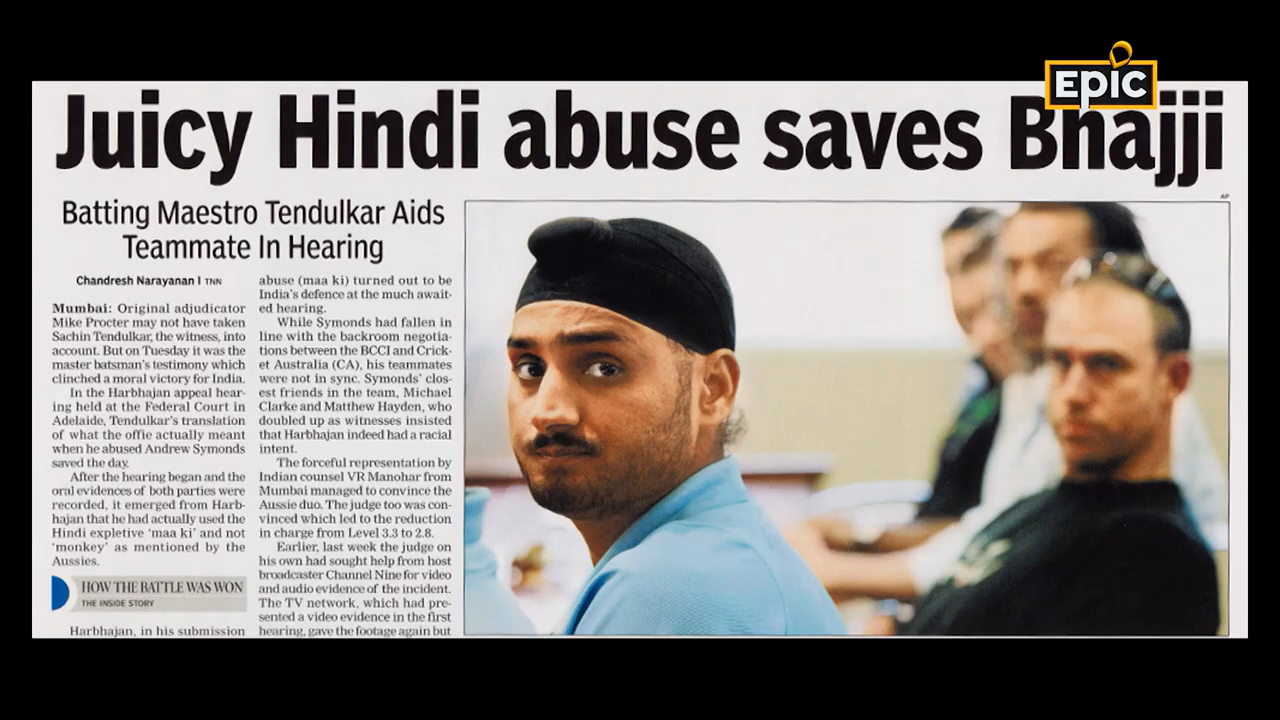 EPIC
Juicy Hindi abuse saves Bhajji
AP
Batting Maestro Tendulkar Aids
Teammate In Hearing
Chandresh Narayanan I TNN
Mumbai: Original adjudicator
Mike Procter may not have taken
Sachin Tendulkar, the witness, into
account. But on Tuesday it was the
master batsman's testimony which
clinched a moral victory for India.
In the Harbhajan appeal hear-
ing held at the Federal Court in
Adelaide, Tendulkar's translation
of what the offie actually meant
when he abused Andrew Symonds
saved the day.
After the hearing began and the
oral evidences of both parties were
recorded, it emerged from Harb-
hajan that he had actually used the
Hindi expletive 'maa ki' and not
'monkey' as mentioned by the
Aussies.
HOW THE BATTLE WAS WON
THE INSIDE STORY
Harbhajan, in his submission
abuse (maa ki) turned out to be
India's defence at the much await-
ed hearing.
While Symonds had fallen in
line with the backroom negotia-
tions between the BCCI and Crick-
et Australia (CA), his teammates
were not in sync. Symonds' clos-
est friends in the team, Michael
Clarke and Matthew Hayden, who
doubled up as witnesses insisted
that Harbhajan indeed had a racial
intent.
The forceful representation by
Indian counsel VR Manohar from
Mumbai managed to convince the
Aussie duo. The judge too was con-
vinced which led to the reduction
in charge from Level 3.3 to 2.8.
Earlier, last week the judge on
his own had sought help from host
broadcaster Channel Nine for video
and audio evidence of the incident.
The TV network, which had pre-
sented a video evidence in the first
hearing, gave the footage again but